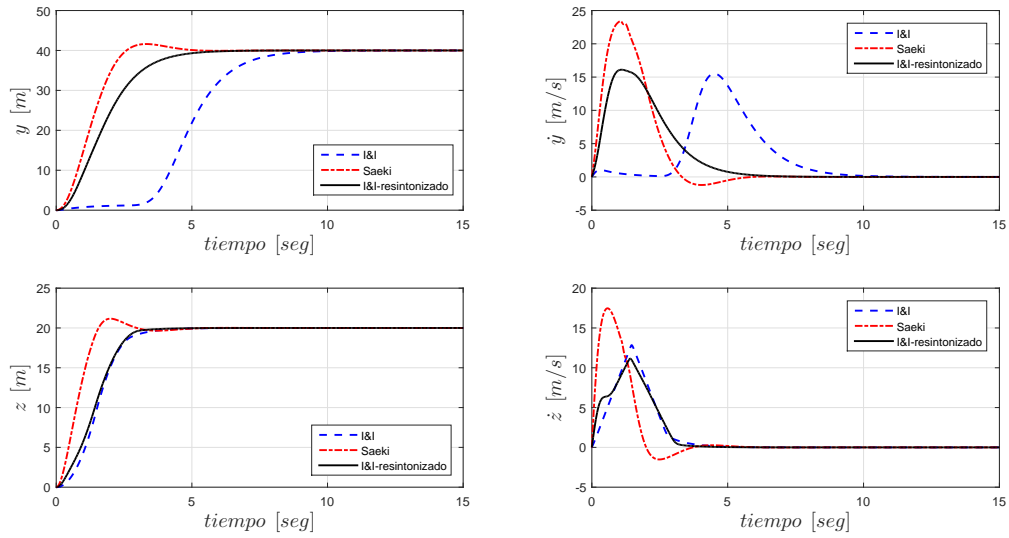 50
40
30
20
10
0
y [m]
I&I
Saeki
I&I-resintonizado
0 5 10 15
tiempo [seg]
25
20
15
10
5
0
-5
ẏ [m/s]
I&I
Saeki
I&I-resintonizado
0 5 10 15
tiempo [seg]
25
20
15
10
5
0
z [m]
I&I
Saeki
I&I-resintonizado
0 5 10 15
tiempo [seg]
20
15
10
5
0
-5
ż [m/s]
I&I
Saeki
I&I-resintonizado
0 5 10 15
tiempo [seg]